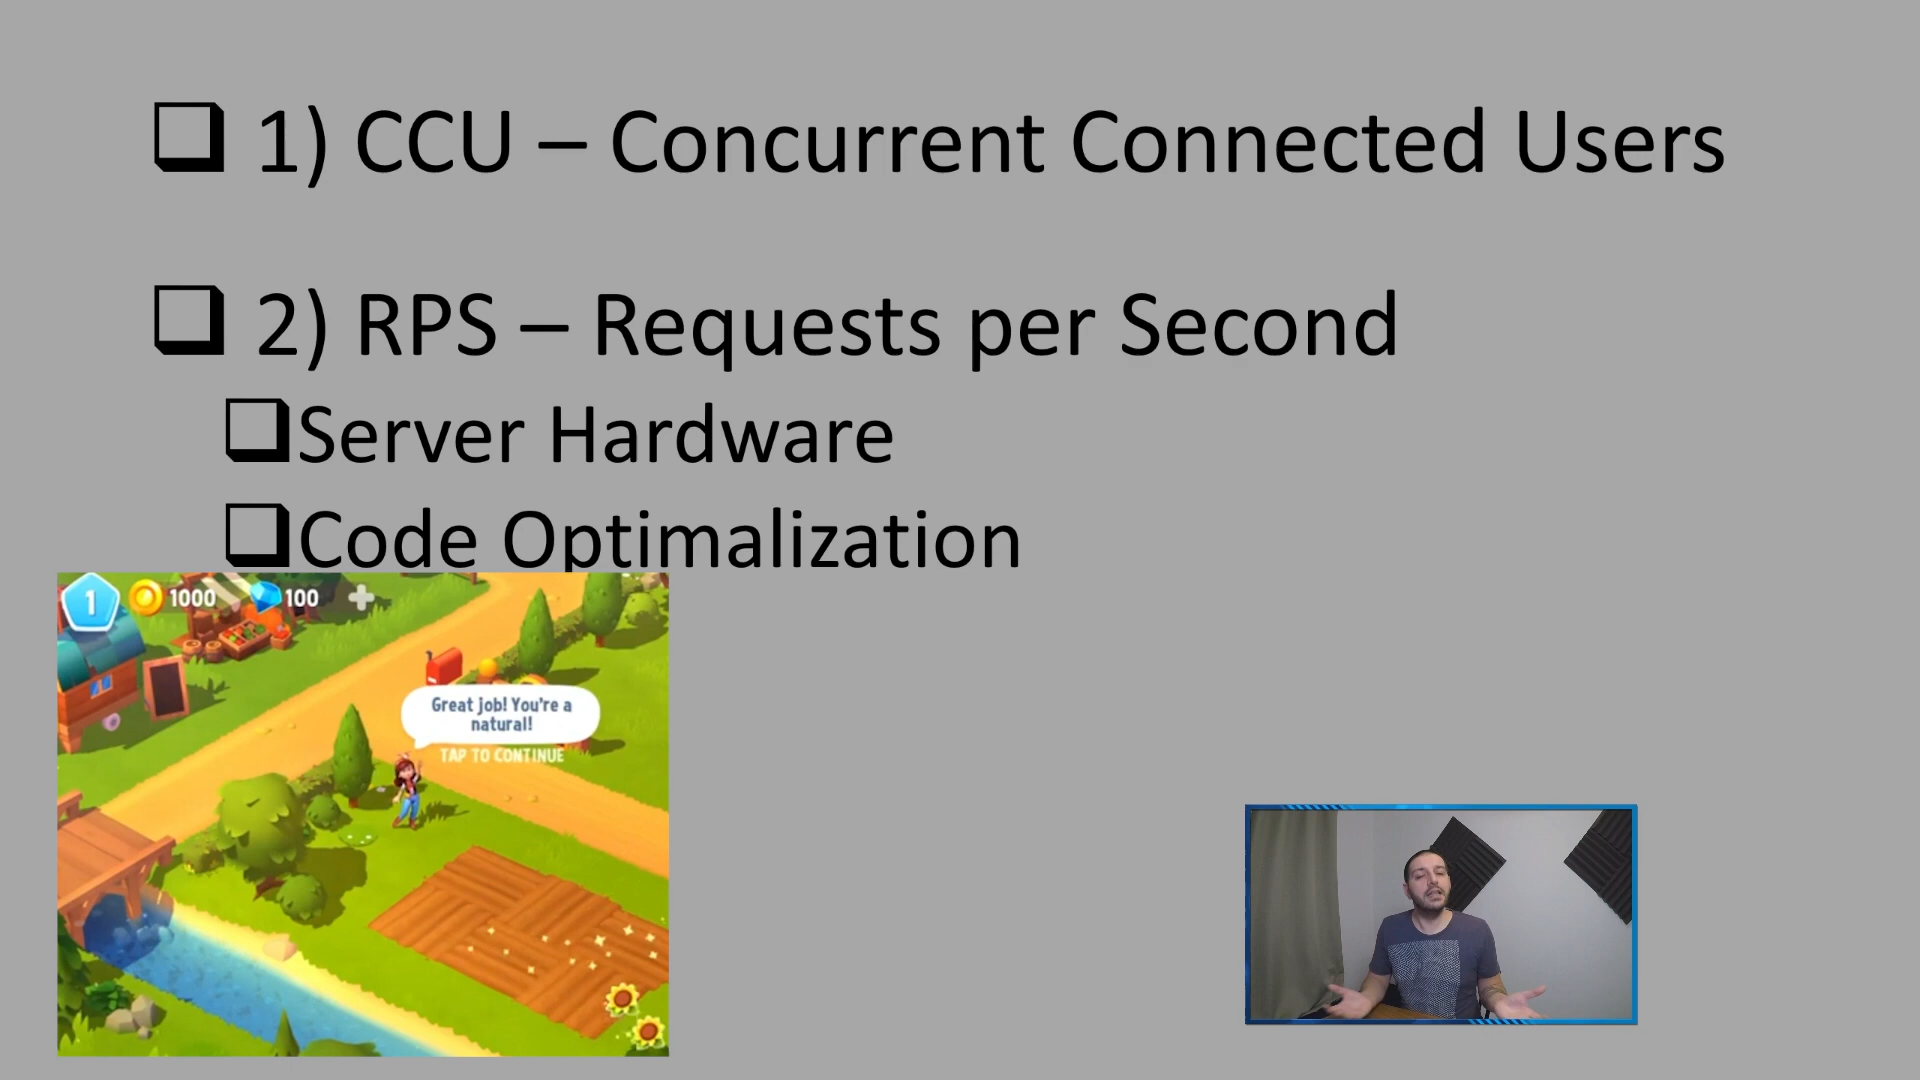 ❑ 1) CCU – Concurrent Connected Users
❑ 2) RPS – Requests per Second
❑Server Hardware
❑Code Optimalization
1 1000 100
Great job! You're a
natural!
TAP TO CONTINUE